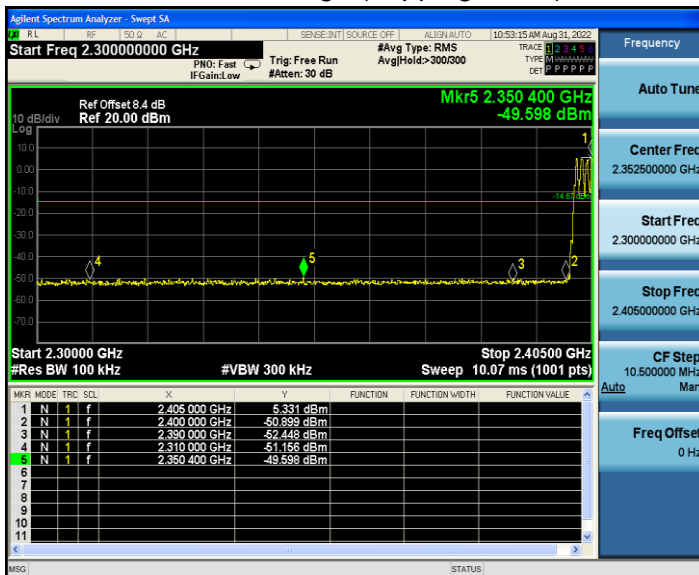 Agilent Spectrum Analyzer - Swept SA
RL RF 50 Ω AC SENSE:INT SOURCE OFF ALIGN AUTO 10:53:15 AM Aug 31, 2022
Start Freq 2.300000000 GHz
PNO: Fast
IFGain:Low
Trig: Free Run
#Atten: 30 dB
#Avg Type: RMS
Avg|Hold:>300/300
TRACE 1 2 3 4 5 6
TYPE M
DET P P P P P P
Ref Offset 8.4 dB
10 dB/div Ref 20.00 dBm
Log
Mkr5 2.350 400 GHz
-49.598 dBm
10.0
0.00
-10.0
-20.0
-30.0
-40.0
-50.0
-60.0
-70.0
1
2
3
4
5
Start 2.30000 GHz Stop 2.40500 GHz
#Res BW 100 kHz #VBW 300 kHz Sweep 10.07 ms (1001 pts)
MKR MODE TRC SCL X Y FUNCTION FUNCTION WIDTH FUNCTION VALUE
1 N 1 f 2.405 000 GHz 5.331 dBm
2 N 1 f 2.400 000 GHz -50.899 dBm
3 N 1 f 2.390 000 GHz -52.448 dBm
4 N 1 f 2.310 000 GHz -51.156 dBm
5 N 1 f 2.350 400 GHz -49.598 dBm
6
7
8
9
10
11
MSG STATUS
Frequency
Auto Tune
Center Freq
2.352500000 GHz
Start Freq
2.300000000 GHz
Stop Freq
2.405000000 GHz
CF Step
10.500000 MHz
Auto Man
Freq Offset
0 Hz